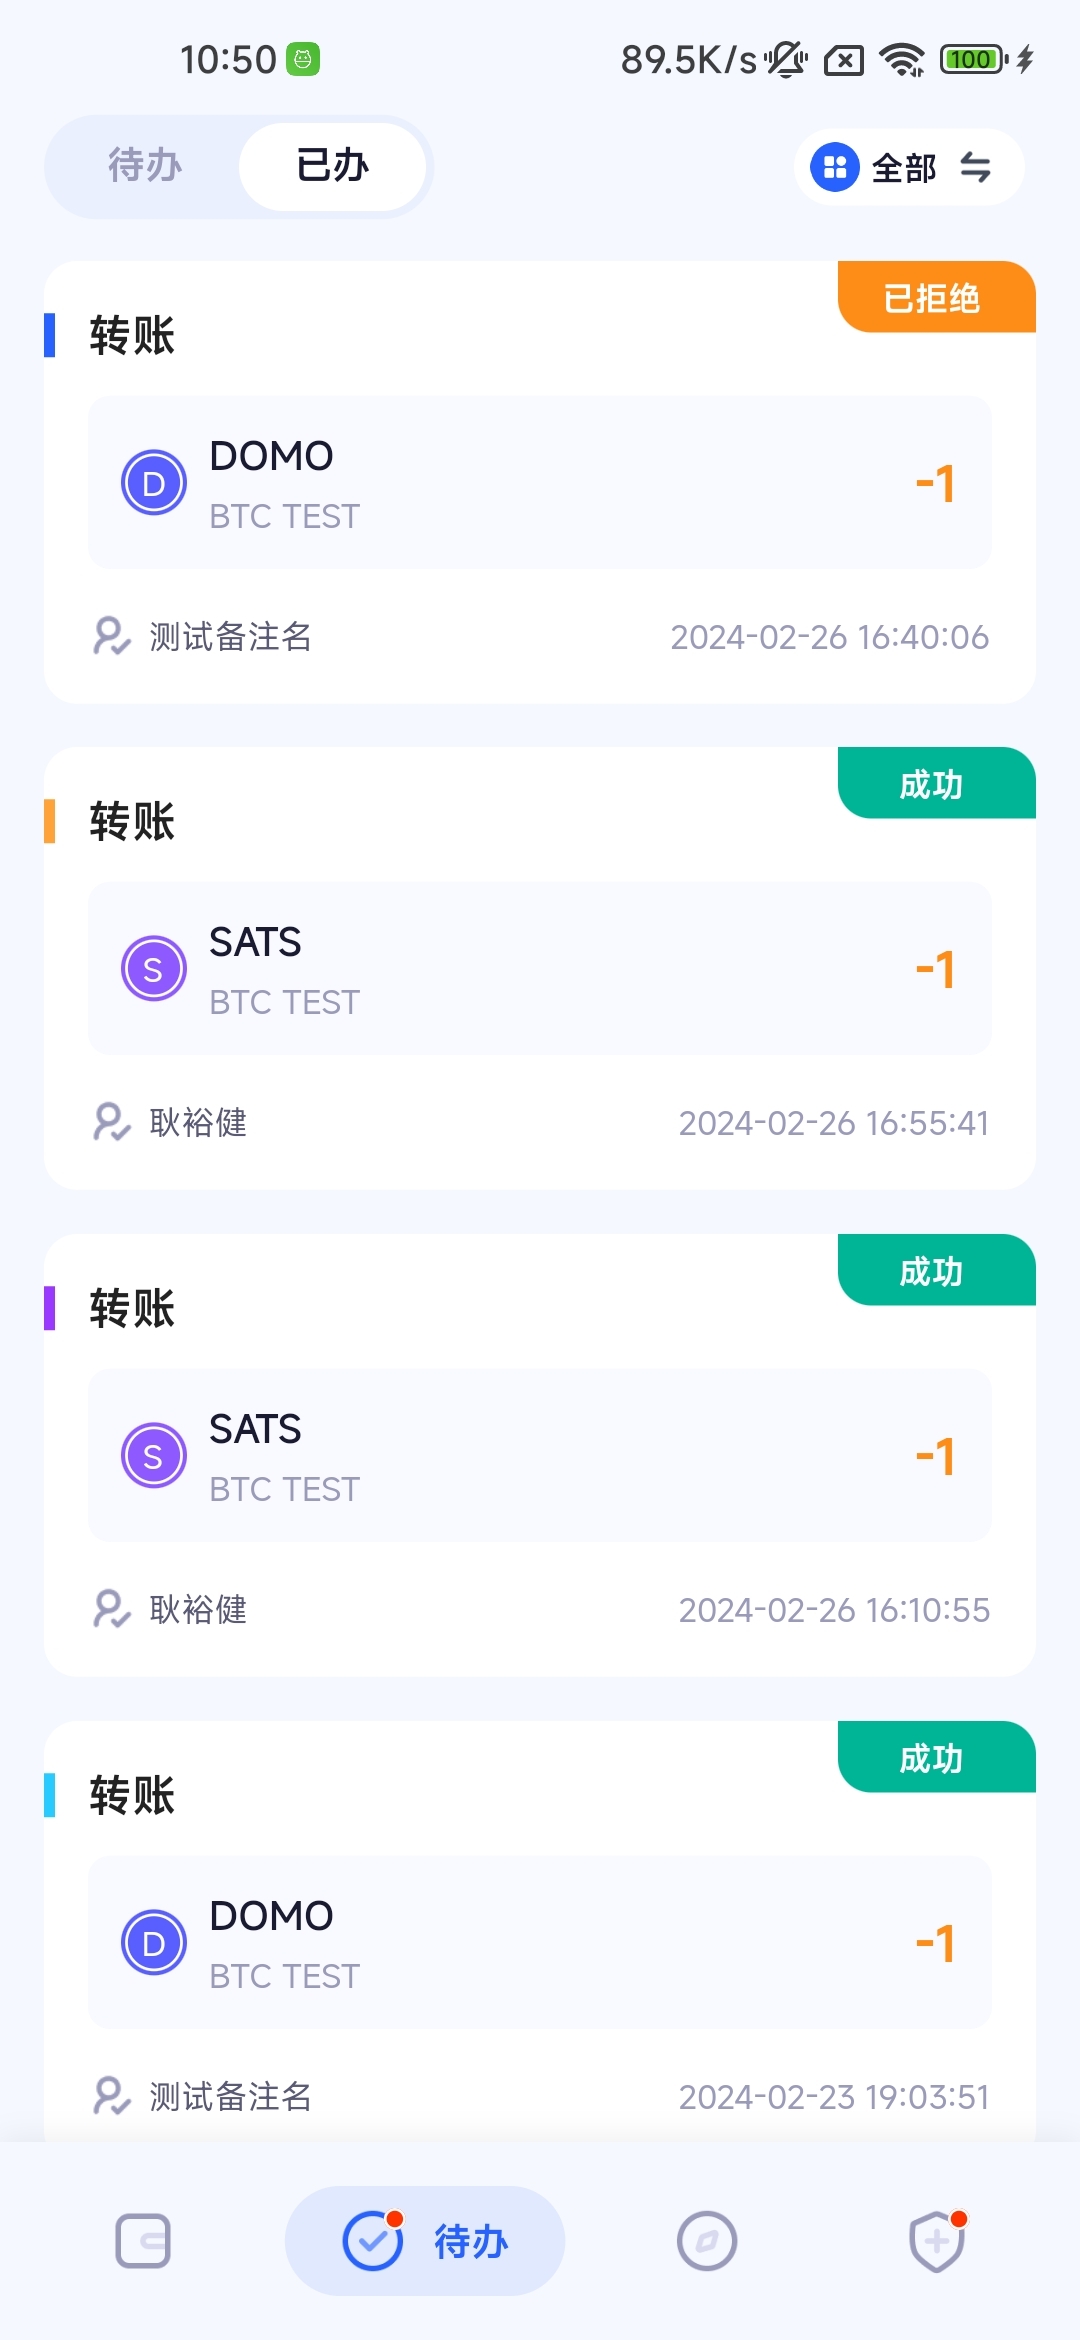 10:50
89.5K/s
100
待办
已办
全部
已拒绝
转账
D
DOMO
BTC TEST
-1
测试备注名
2024-02-26 16:40:06
成功
转账
S
SATS
BTC TEST
-1
耿裕健
2024-02-26 16:55:41
成功
转账
S
SATS
BTC TEST
-1
耿裕健
2024-02-26 16:10:55
成功
转账
D
DOMO
BTC TEST
-1
测试备注名
2024-02-23 19:03:51
待办